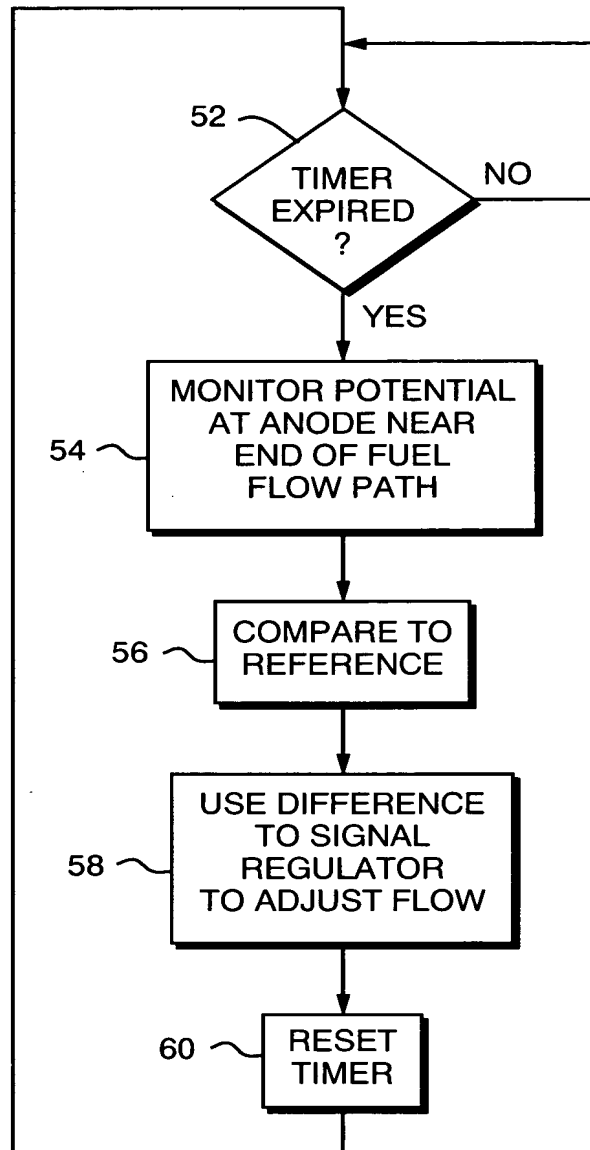 52
TIMER
EXPIRED
?
NO
YES
54
MONITOR POTENTIAL
AT ANODE NEAR
END OF FUEL
FLOW PATH
56
COMPARE TO
REFERENCE
58
USE DIFFERENCE
TO SIGNAL
REGULATOR
TO ADJUST FLOW
60
RESET
TIMER